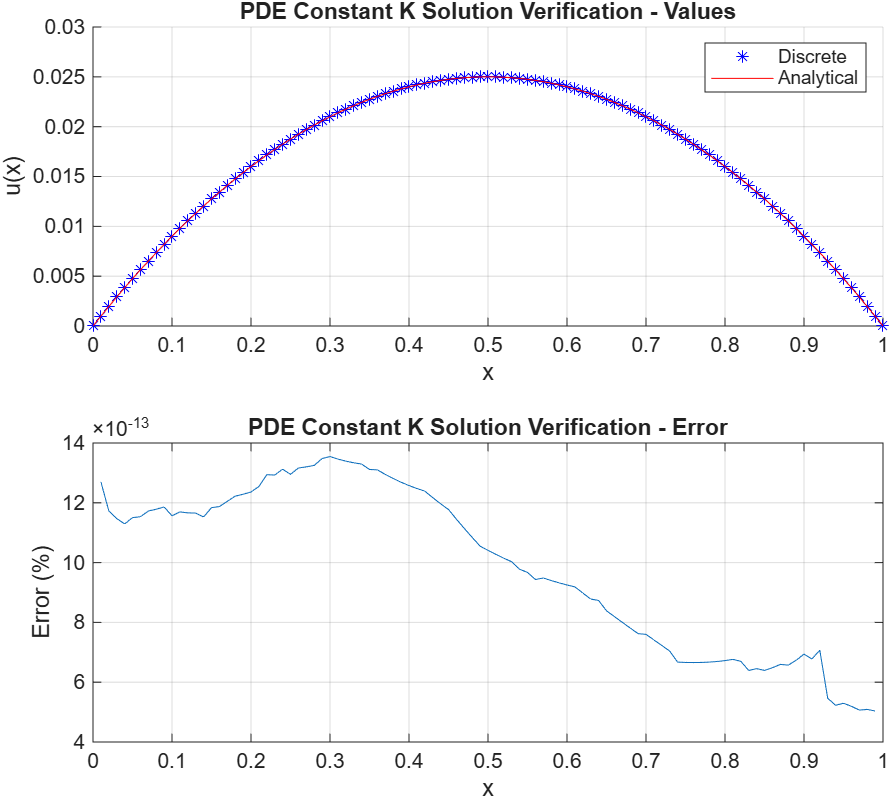 PDE Constant K Solution Verification - Values
0.03
0.025
0.02
0.015
0.01
0.005
0
u(x)
Discrete
Analytical
0 0.1 0.2 0.3 0.4 0.5 0.6 0.7 0.8 0.9 1
x
×10-13
PDE Constant K Solution Verification - Error
14
12
10
8
6
4
Error (%)
0 0.1 0.2 0.3 0.4 0.5 0.6 0.7 0.8 0.9 1
x